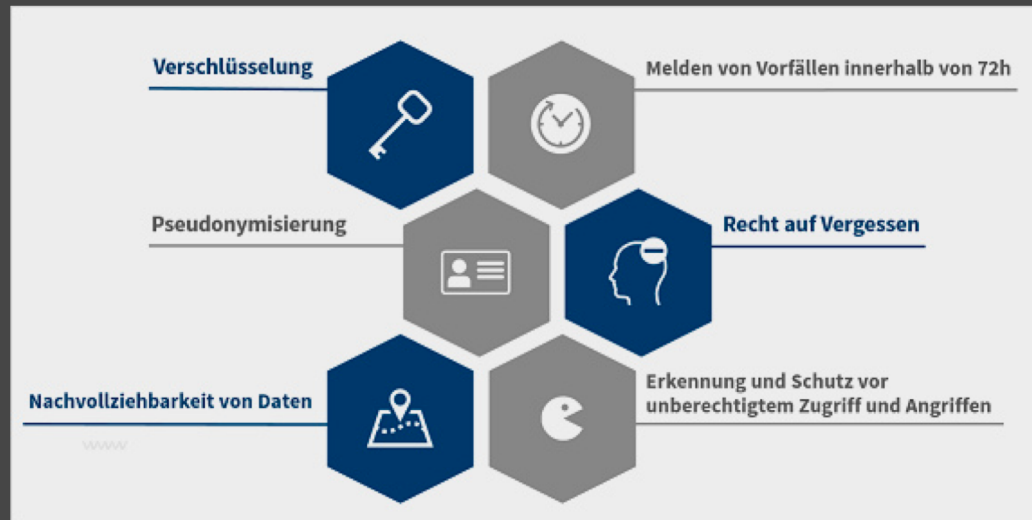 Verschlüsselung
Melden von Vorfällen innerhalb von 72h
Pseudonymisierung
Recht auf Vergessen
Nachvollziehbarkeit von Daten
Erkennung und Schutz vor
unberechtigtem Zugriff und Angriffen